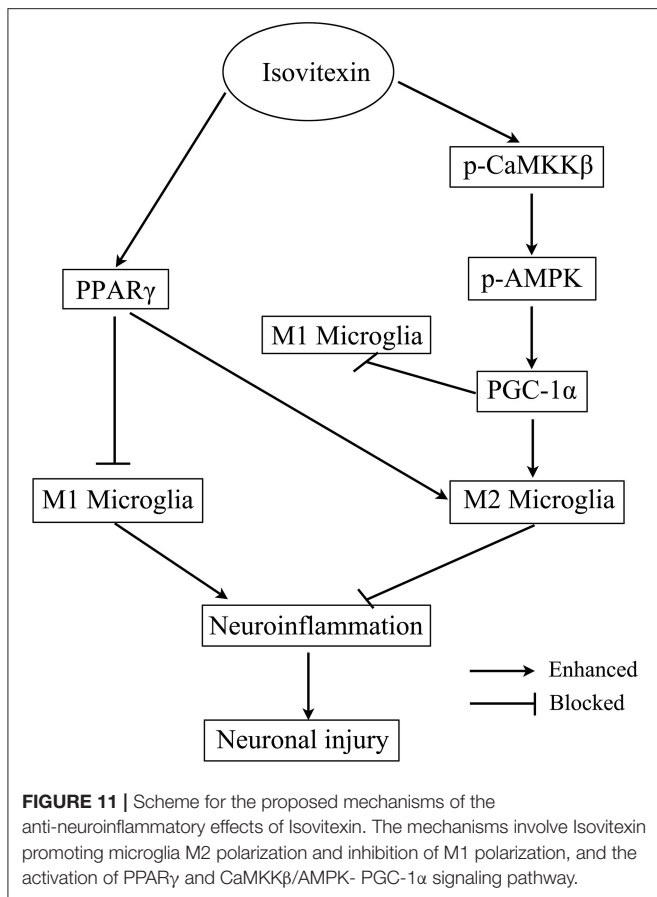 Isovitexin
p-CaMKKβ
p-AMPK
PPARγ
M1 Microglia
PGC-1α
M1 Microglia
M2 Microglia
Neuroinflammation
Enhanced
Blocked
Neuronal injury
FIGURE 11 | Scheme for the proposed mechanisms of the
anti-neuroinflammatory effects of Isovitexin. The mechanisms involve Isovitexin
promoting microglia M2 polarization and inhibition of M1 polarization, and the
activation of PPARγ and CaMKKβ/AMPK- PGC-1α signaling pathway.